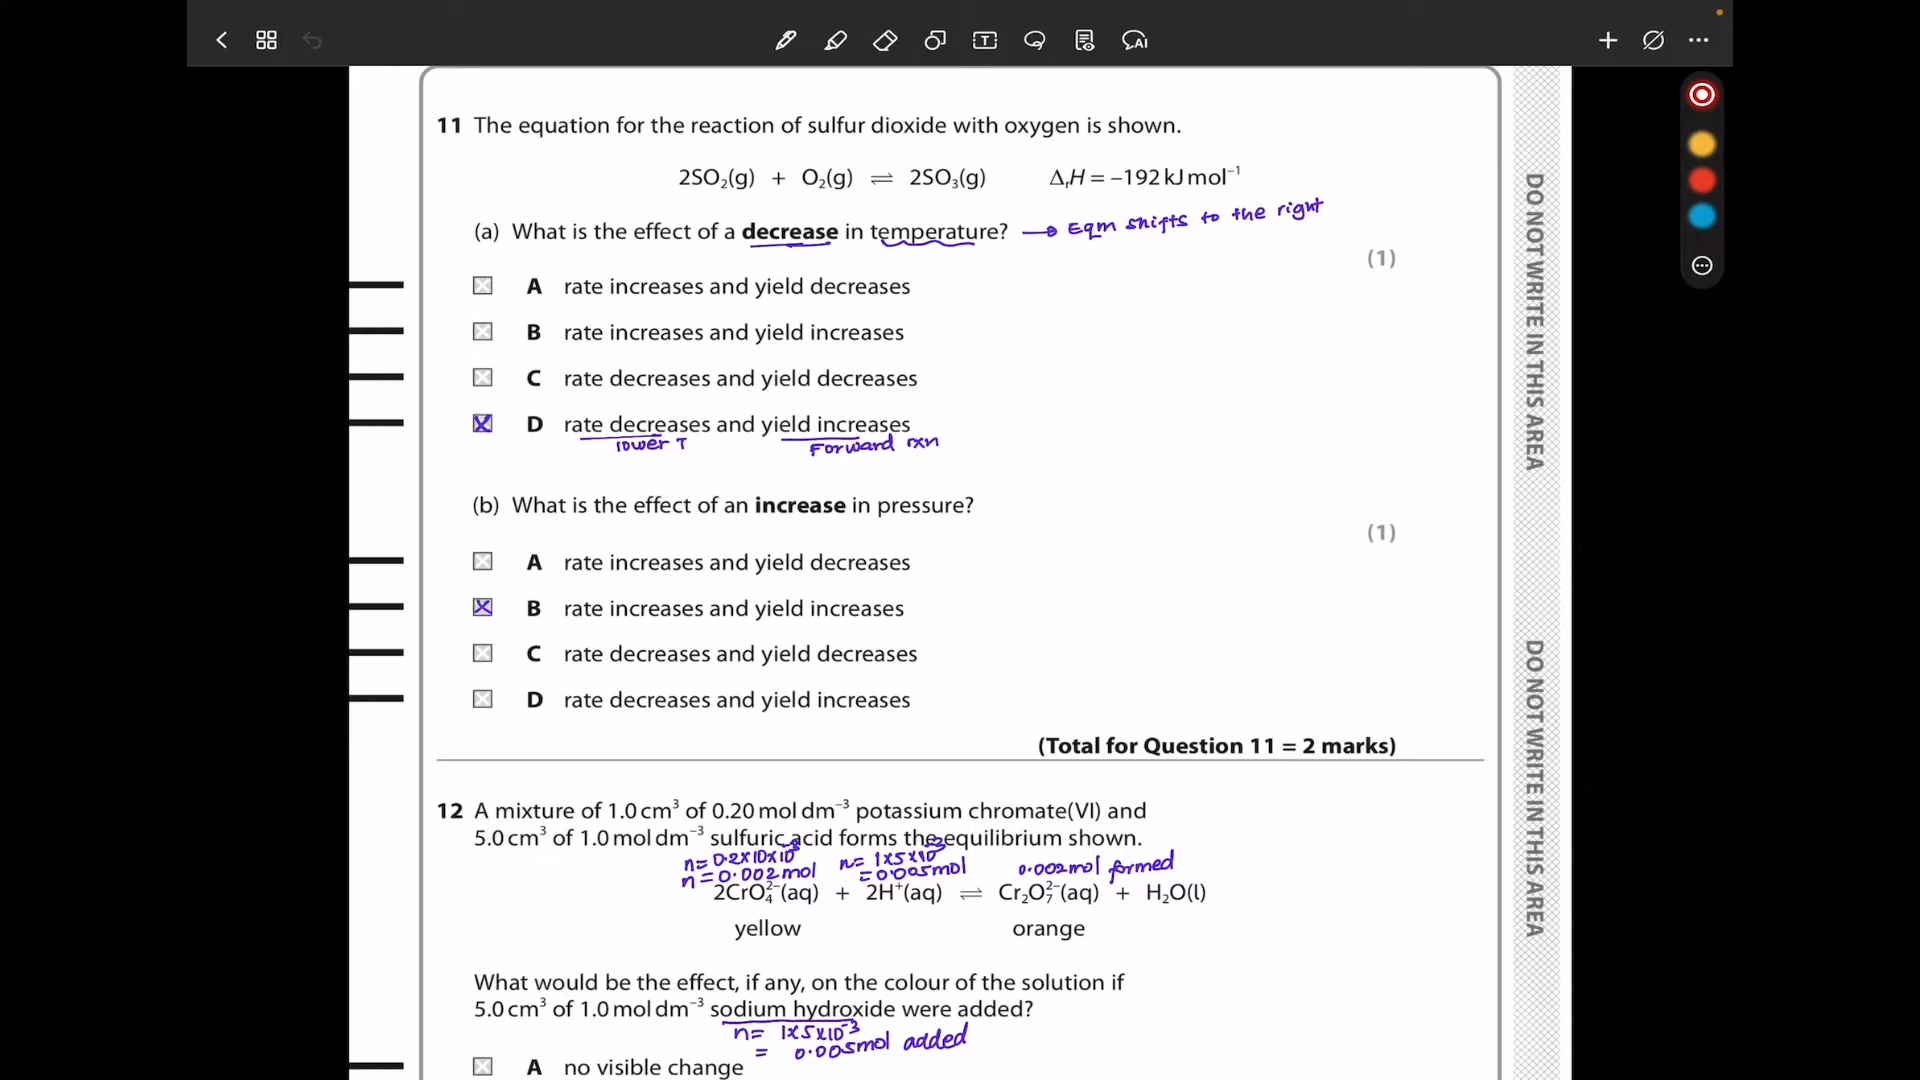 11 The equation for the reaction of sulfur dioxide with oxygen is shown.
2SO₂(g) + O₂(g) ⇌ 2SO₃(g) ΔᵣH = −192 kJ mol⁻¹
(a) What is the effect of a decrease in temperature? → Eqm shifts to the right
(1)
A rate increases and yield decreases
B rate increases and yield increases
C rate decreases and yield decreases
D rate decreases and yield increases
lower T Forward rxn
(b) What is the effect of an increase in pressure?
(1)
A rate increases and yield decreases
B rate increases and yield increases
C rate decreases and yield decreases
D rate decreases and yield increases
(Total for Question 11 = 2 marks)
12 A mixture of 1.0 cm³ of 0.20 mol dm⁻³ potassium chromate(VI) and
5.0 cm³ of 1.0 mol dm⁻³ sulfuric acid forms the equilibrium shown.
n = 0.2×10×10⁻³ n = 1×5×10⁻³
n = 0.002 mol = 0.005 mol 0.002 mol formed
2CrO₄²⁻(aq) + 2H⁺(aq) ⇌ Cr₂O₇²⁻(aq) + H₂O(l)
yellow orange
What would be the effect, if any, on the colour of the solution if
5.0 cm³ of 1.0 mol dm⁻³ sodium hydroxide were added?
n = 1×5×10⁻³
= 0.005mol added
A no visible change
DO NOT WRITE IN THIS AREA
DO NOT WRITE IN THIS AREA
T
AI